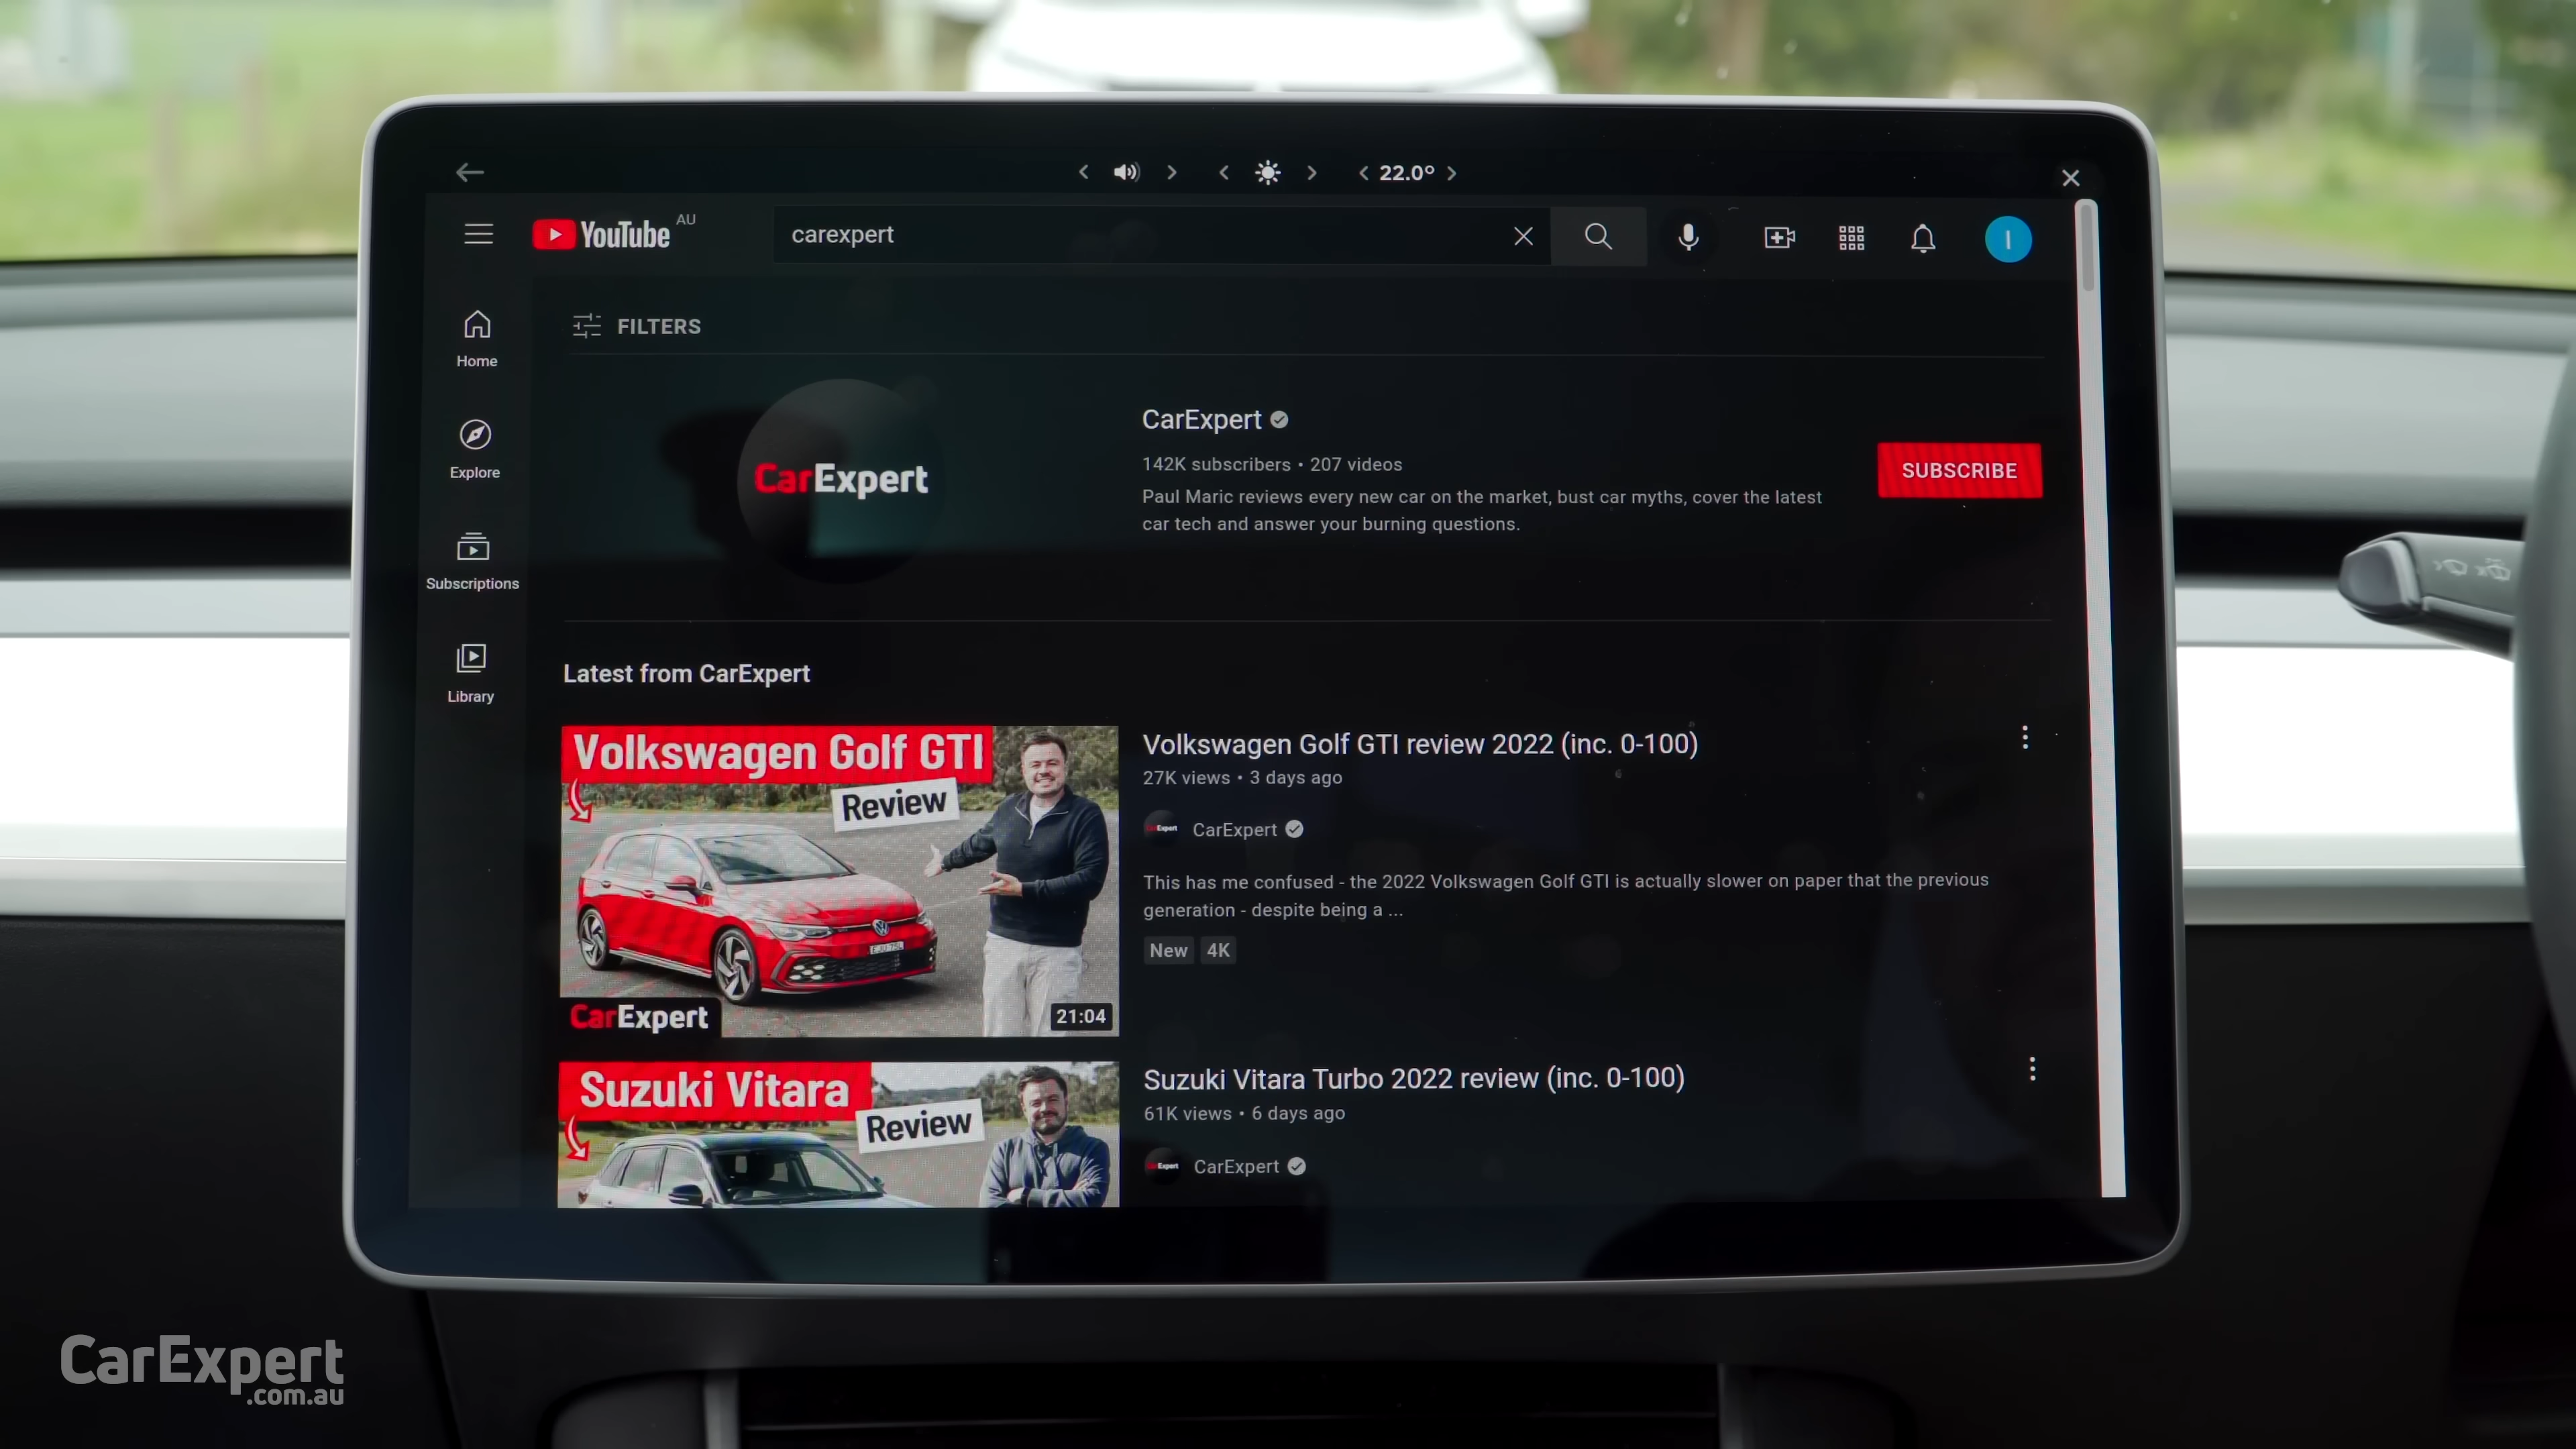 22.0°
YouTube AU
carexpert
I
FILTERS
Home
Explore
Subscriptions
Library
CarExpert
CarExpert
142K subscribers • 207 videos
Paul Maric reviews every new car on the market, bust car myths, cover the latest
car tech and answer your burning questions.
SUBSCRIBE
Latest from CarExpert
Volkswagen Golf GTI
Review
CarExpert
21:04
Volkswagen Golf GTI review 2022 (inc. 0-100)
27K views • 3 days ago
CarExpert
CarExpert
This has me confused - the 2022 Volkswagen Golf GTI is actually slower on paper that the previous
generation - despite being a ...
New 4K
Suzuki Vitara
Review
Suzuki Vitara Turbo 2022 review (inc. 0-100)
61K views • 6 days ago
CarExpert
CarExpert
CarExpert
.com.au